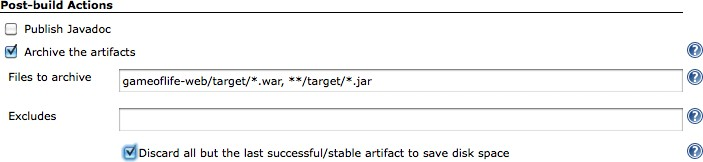 Post-build Actions
Publish Javadoc
Archive the artifacts
Files to archive
gameoflife-web/target/*.war, **/target/*.jar
Excludes
Discard all but the last successful/stable artifact to save disk space